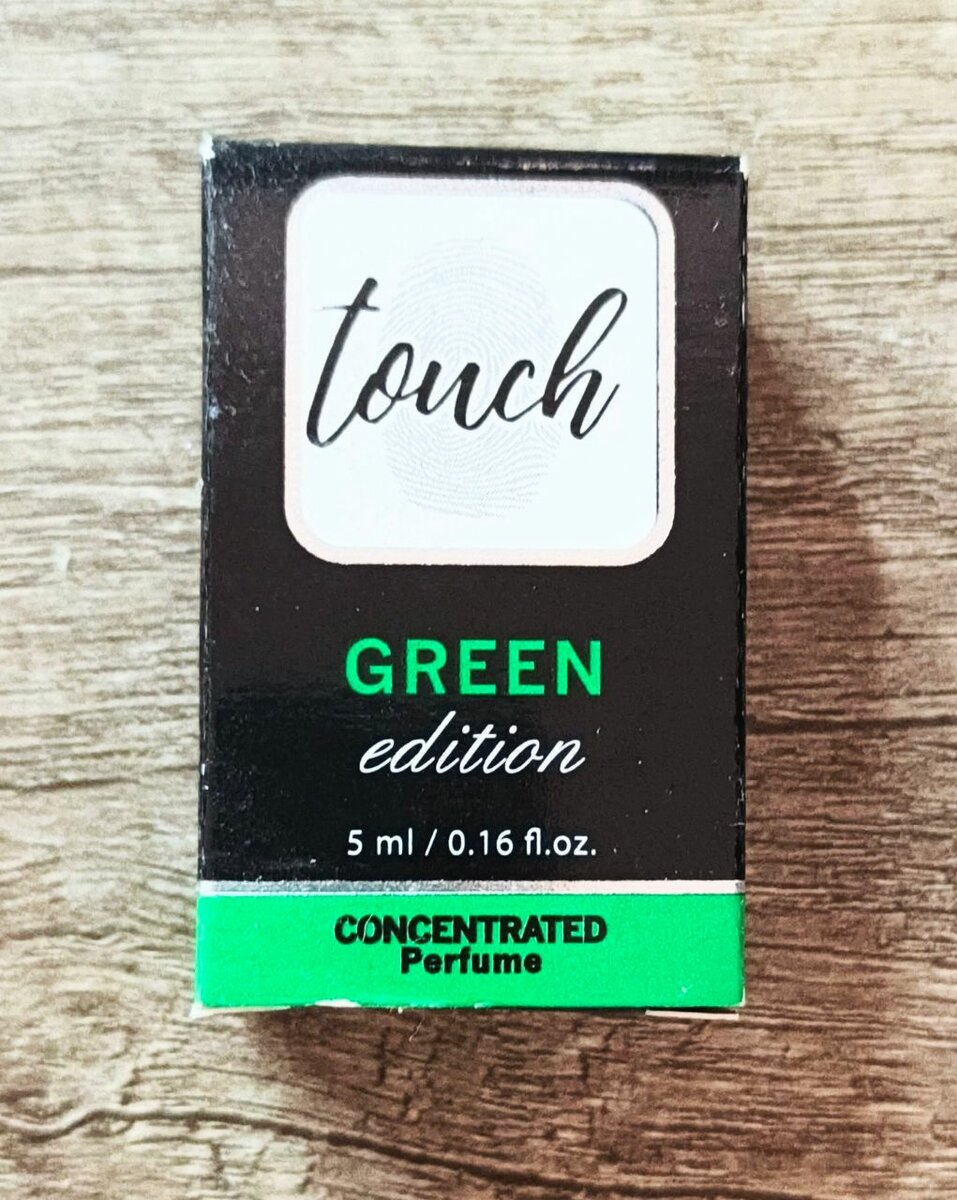 touch
GREEN
edition
5 ml / 0.16 fl.oz.
CONCENTRATED
Perfume